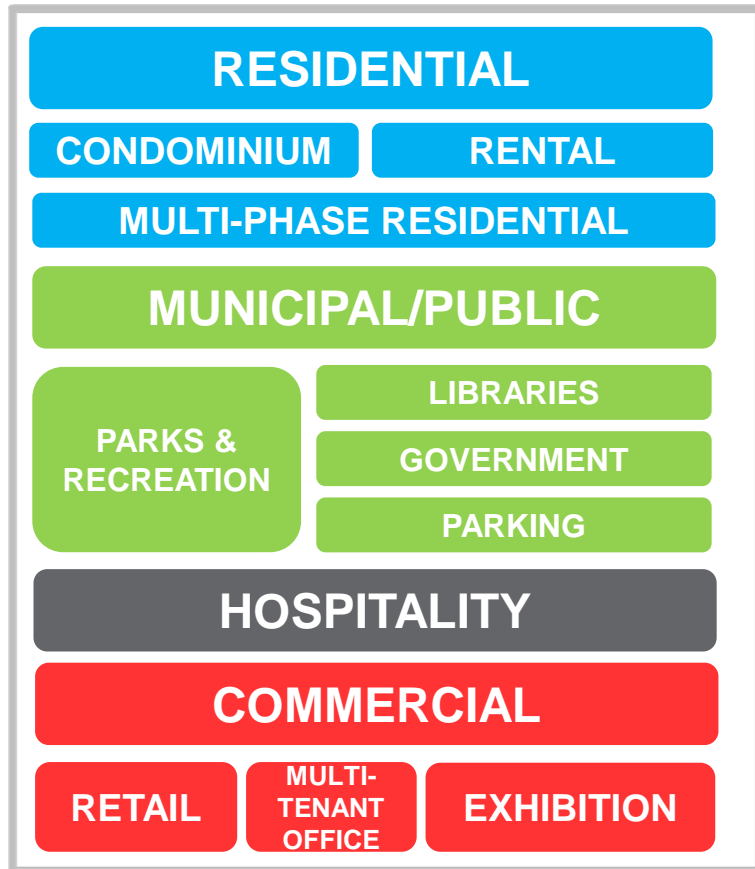 RESIDENTIAL
CONDOMINIUM
RENTAL
MULTI-PHASE RESIDENTIAL
MUNICIPAL/PUBLIC
PARKS &
RECREATION
LIBRARIES
GOVERNMENT
PARKING
HOSPITALITY
COMMERCIAL
RETAIL
MULTI-
TENANT
OFFICE
EXHIBITION